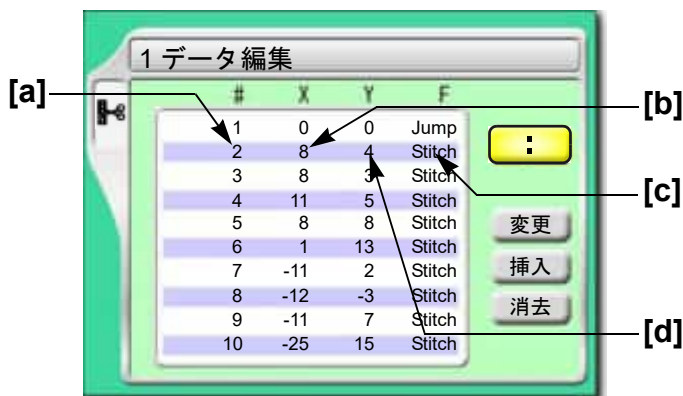 1 データ編集
[a]
# X Y F
[b]
1 0 0 Jump
2 8 4 Stitch
:
3 8 3 Stitch
[c]
4 11 5 Stitch
5 8 8 Stitch
変更
6 1 13 Stitch
7 -11 2 Stitch
挿入
8 -12 -3 Stitch
消去
9 -11 7 Stitch
[d]
10 -25 15 Stitch